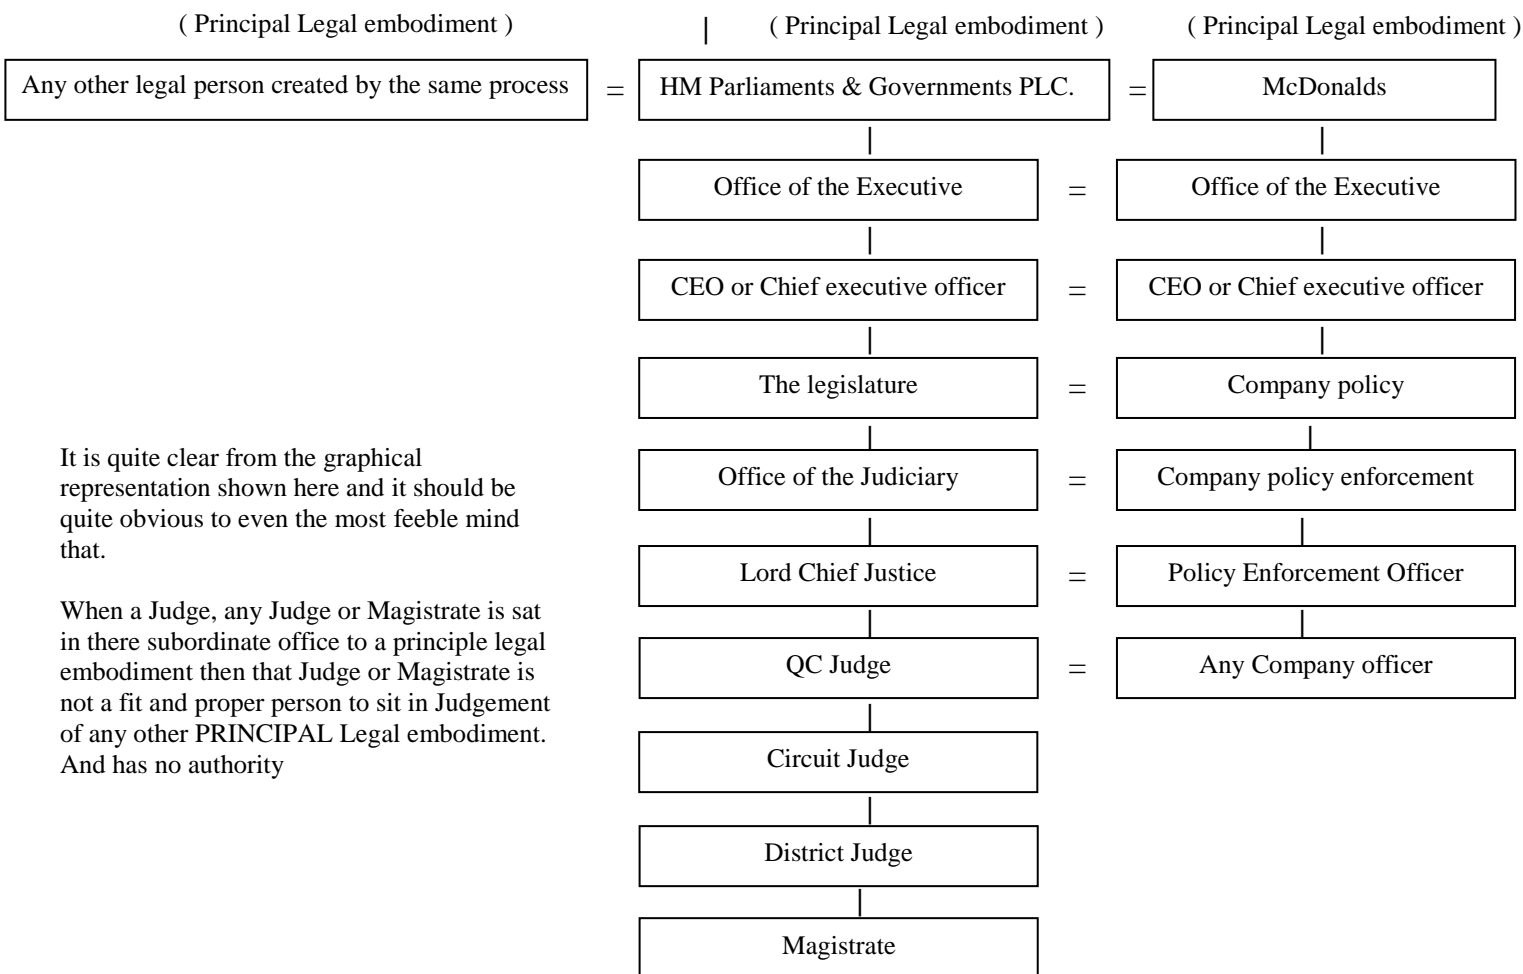 ( Principal Legal embodiment ) | ( Principal Legal embodiment ) ( Principal Legal embodiment )
Any other legal person created by the same process = HM Parliaments & Governments PLC. = McDonalds
Office of the Executive = Office of the Executive
CEO or Chief executive officer = CEO or Chief executive officer
The legislature = Company policy
Office of the Judiciary = Company policy enforcement
Lord Chief Justice = Policy Enforcement Officer
QC Judge = Any Company officer
Circuit Judge
District Judge
Magistrate
It is quite clear from the graphical
representation shown here and it should be
quite obvious to even the most feeble mind
that.
When a Judge, any Judge or Magistrate is sat
in there subordinate office to a principle legal
embodiment then that Judge or Magistrate is
not a fit and proper person to sit in Judgement
of any other PRINCIPAL Legal embodiment.
And has no authority